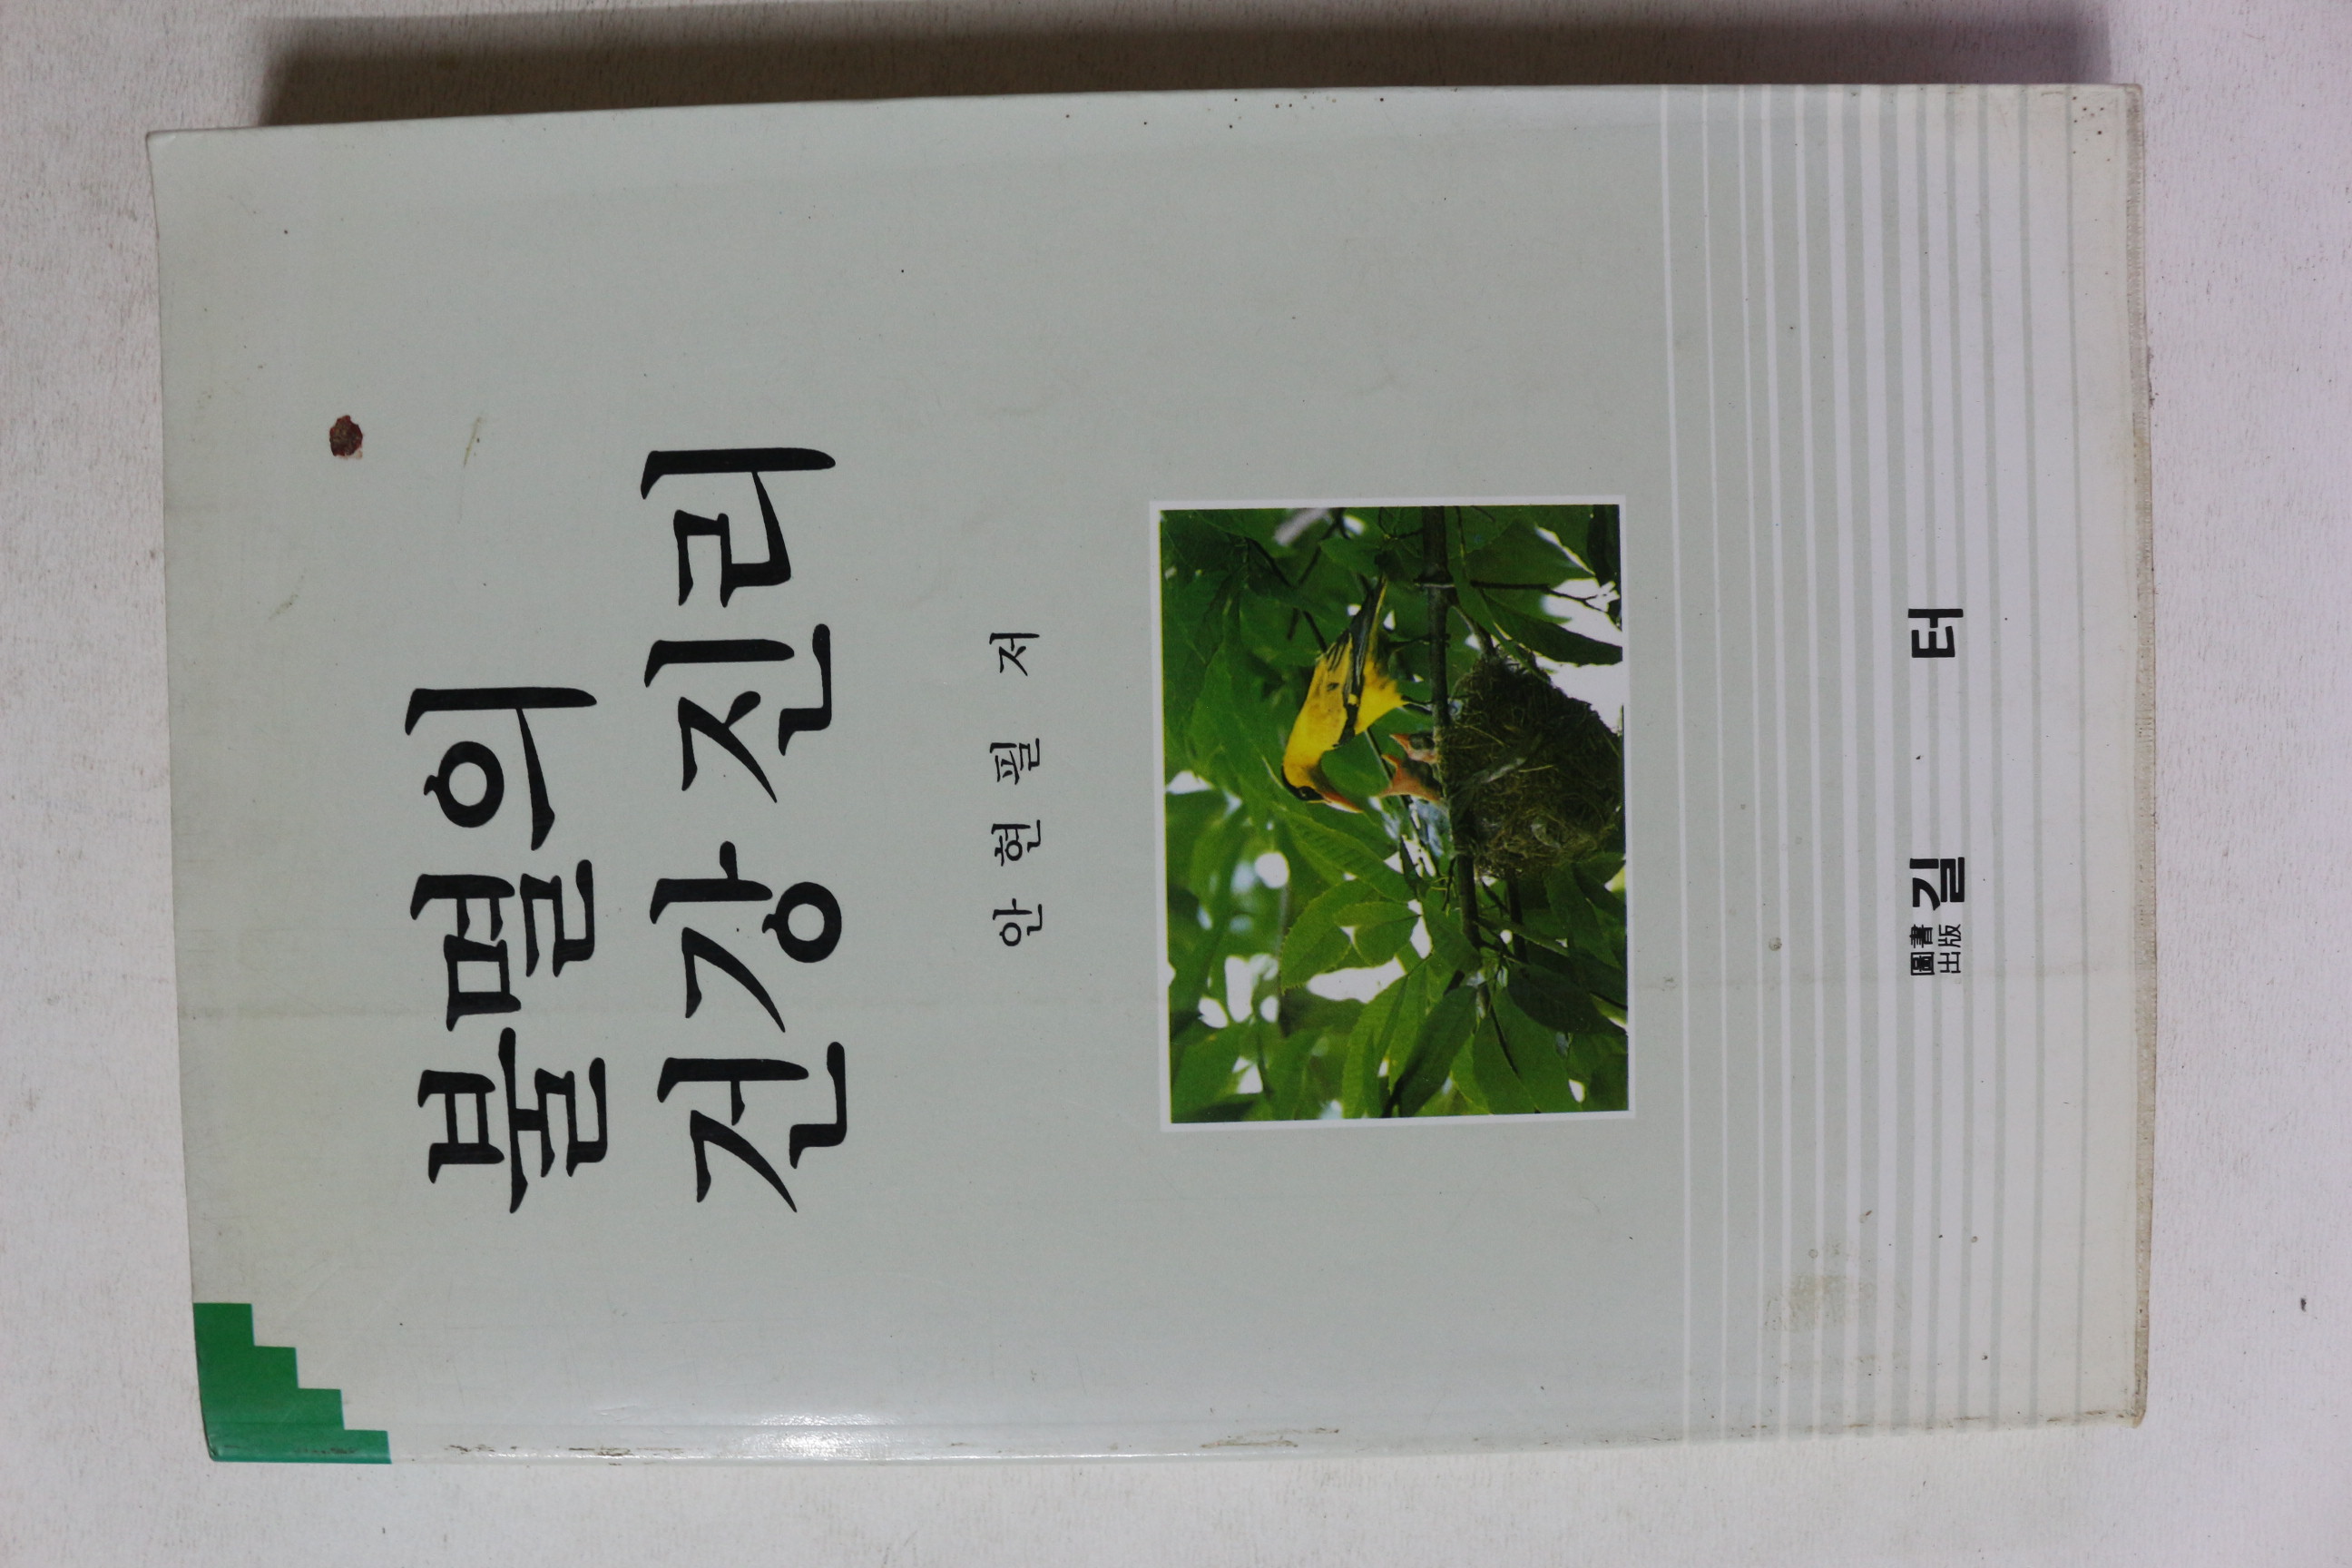 불멸의
건강 진리
안현필 저
圖書出版 길 터